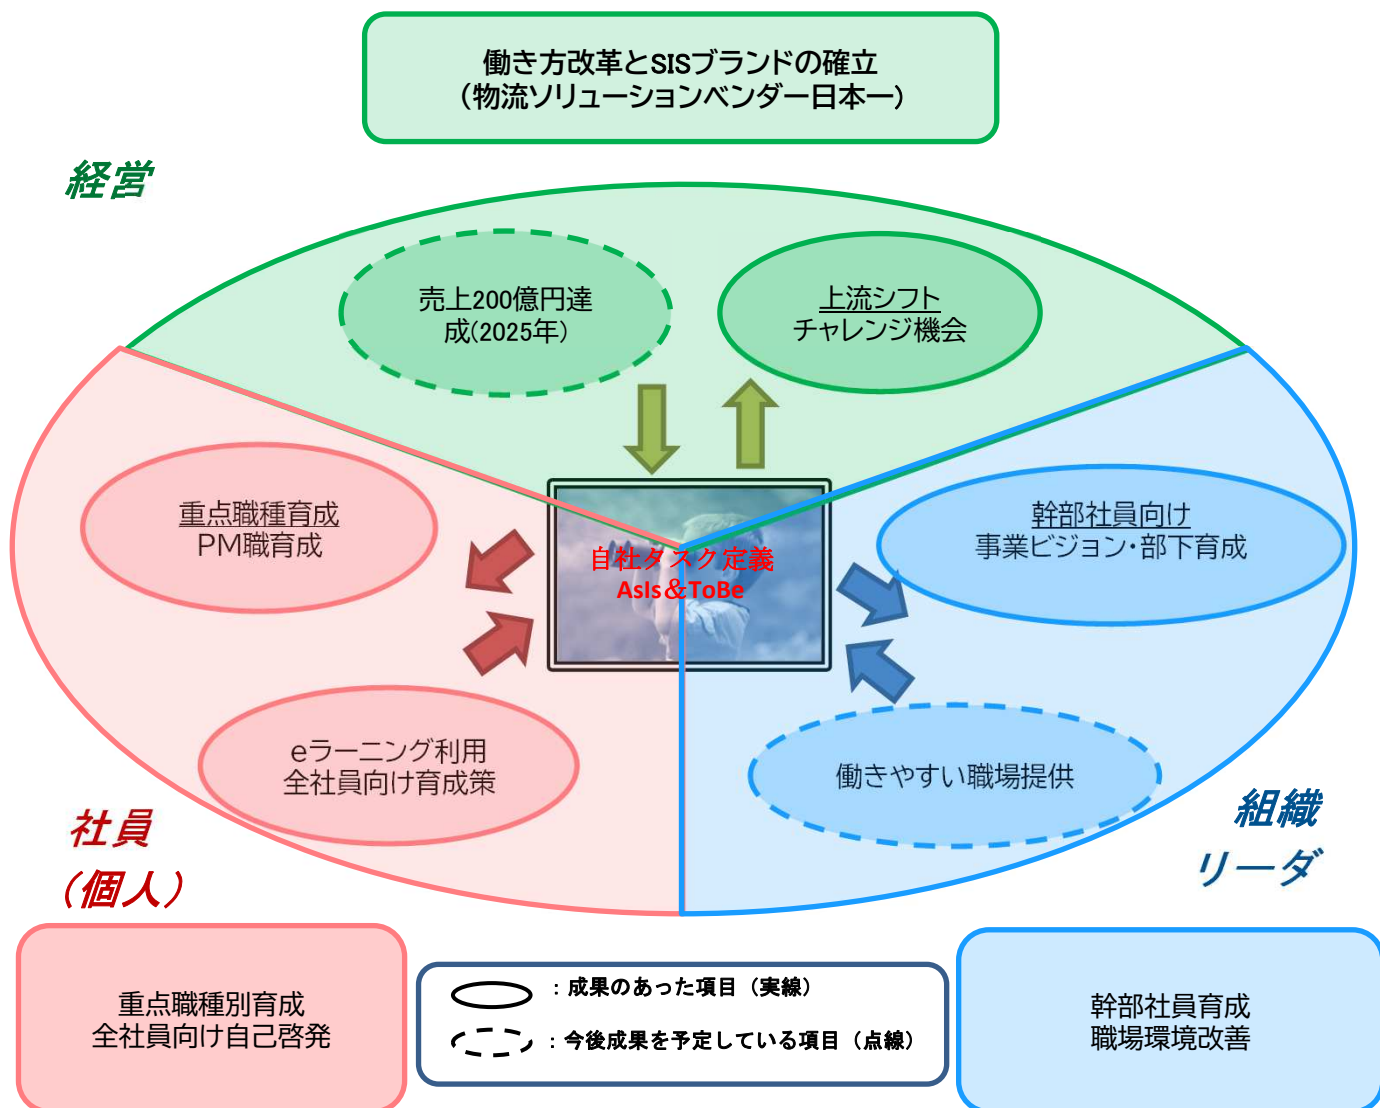 働き方改革とSISブランドの確立
（物流ソリューションベンダー日本一）
経営
売上200億円達
成(2025年)
上流シフト
チャレンジ機会
重点職種育成
PM職育成
自社タスク定義
AsIs＆ToBe
幹部社員向け
事業ビジョン・部下育成
eラーニング利用
全社員向け育成策
働きやすい職場提供
社員
（個人）
組織
リーダ
重点職種別育成
全社員向け自己啓発
：成果のあった項目（実線）
：今後成果を予定している項目（点線）
幹部社員育成
職場環境改善